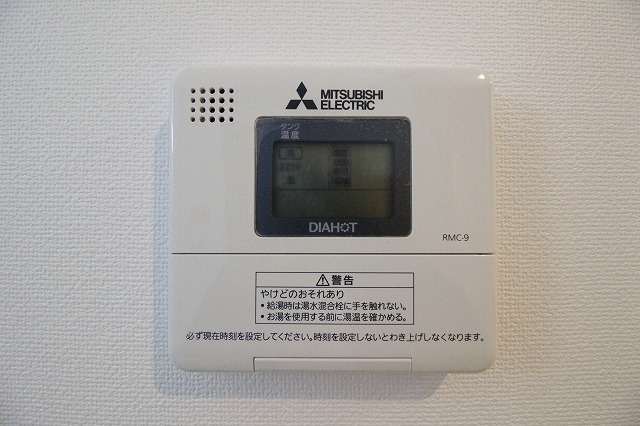 MITSUBISHI
ELECTRIC
タンク
温度
DIAHOT
RMC-9
警告
やけどのおそれあり
・給湯時は湯水混合栓に手を触れない。
・お湯を使用する前に湯温を確かめる。
必ず現在時刻を設定してください。時刻を設定しないとわき上げしなくなります。